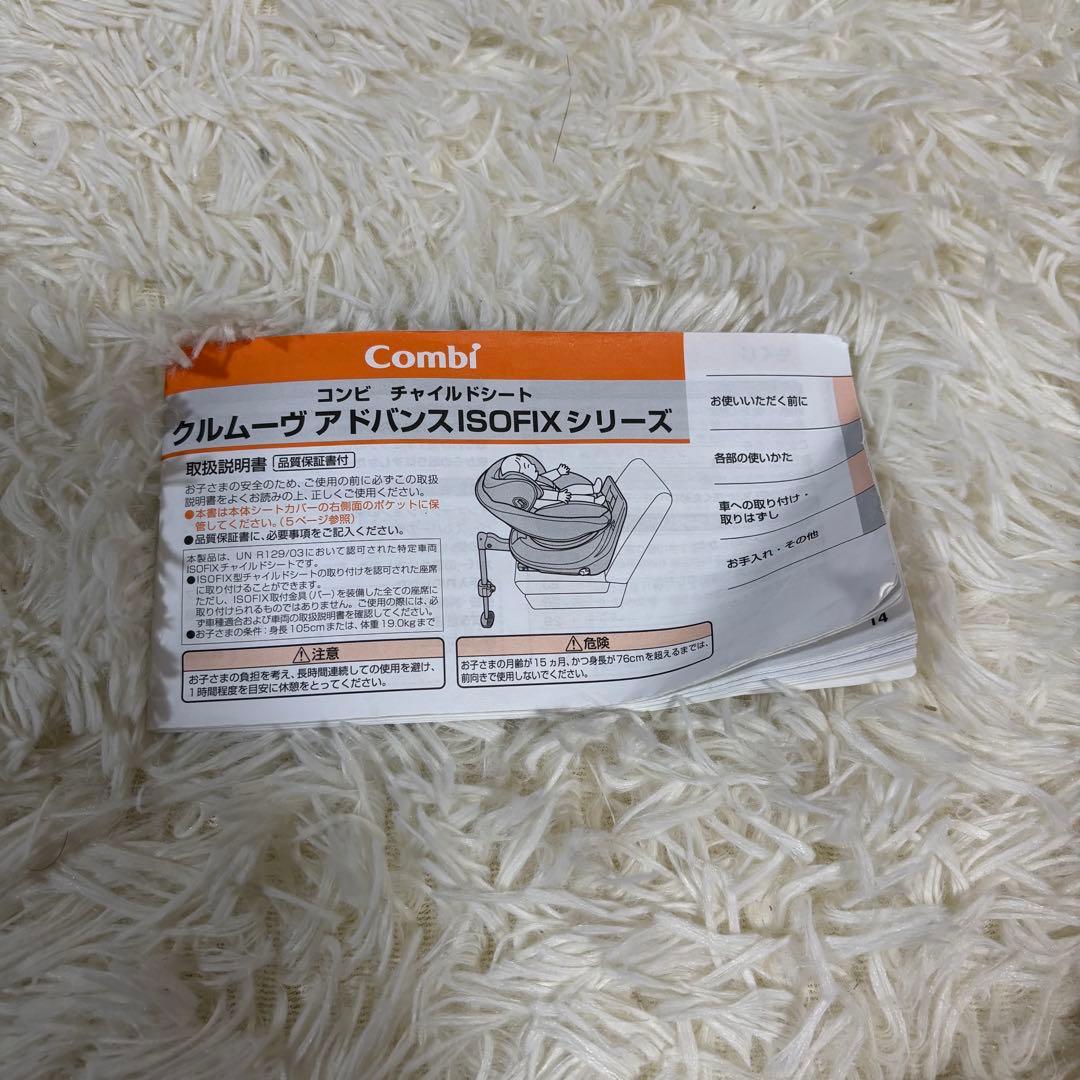 Combi
コンビ チャイルドシート
クルムーヴ アドバンスISOFIXシリーズ
取扱説明書 品質保証書付
お子さまの安全のため、ご使用の前に必ずこの取扱
説明書をよくお読みの上、正しくご使用ください。
●本書は本体シートカバーの右側面のポケットに保
管してください。(5ページ参照)
●品質保証書に、必要事項をご記入ください。
本製品は、UN R129/03において認可された特定車両
ISOFIXチャイルドシートです。
●ISOFIX型チャイルドシートの取り付けを認可された座席
に取り付けることができます。
ただし、ISOFIX取付金具(バー)を装備した全ての座席に
取り付けられるものではありません。ご使用の際には、必
ず車種適合および車両の取扱説明書を確認してください。
●お子さまの条件:身長105cmまたは、体重19.0kgまで
⚠注意
お子さまの負担を考え、長時間連続しての使用を避け、
1時間程度を目安に休憩をとってください。
⚠危険
お子さまの月齢が15ヵ月、かつ身長が76cmを超えるまでは、
前向きで使用しないでください。
お使いいただく前に
各部の使いかた
車への取り付け・
取りはずし
お手入れ・その他
14